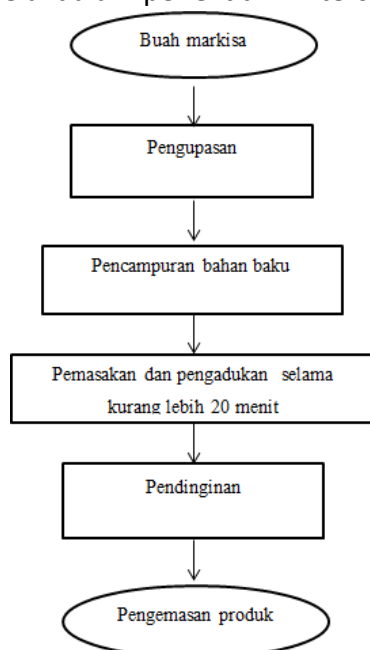 Buah markisa
Pengupasan
Pencampuran bahan baku
Pemasakan dan pengadukan selama
kurang lebih 20 menit
Pendinginan
Pengemasan produk